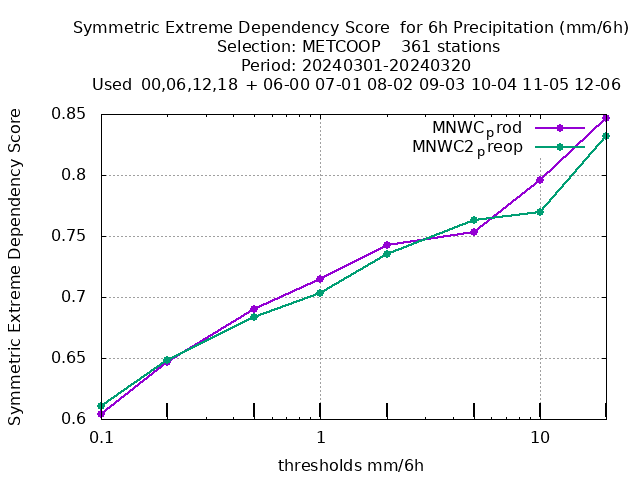 Symmetric Extreme Dependency Score  for 6h Precipitation (mm/6h)
Selection: METCOOP    361 stations
Period: 20240301-20240320
Used  00,06,12,18  + 06-00 07-01 08-02 09-03 10-04 11-05 12-06
Symmetric Extreme Dependency Score
0.85
0.8
0.75
0.7
0.65
0.6
MNWCprod
MNWC2preop
0.1
1
10
thresholds mm/6h